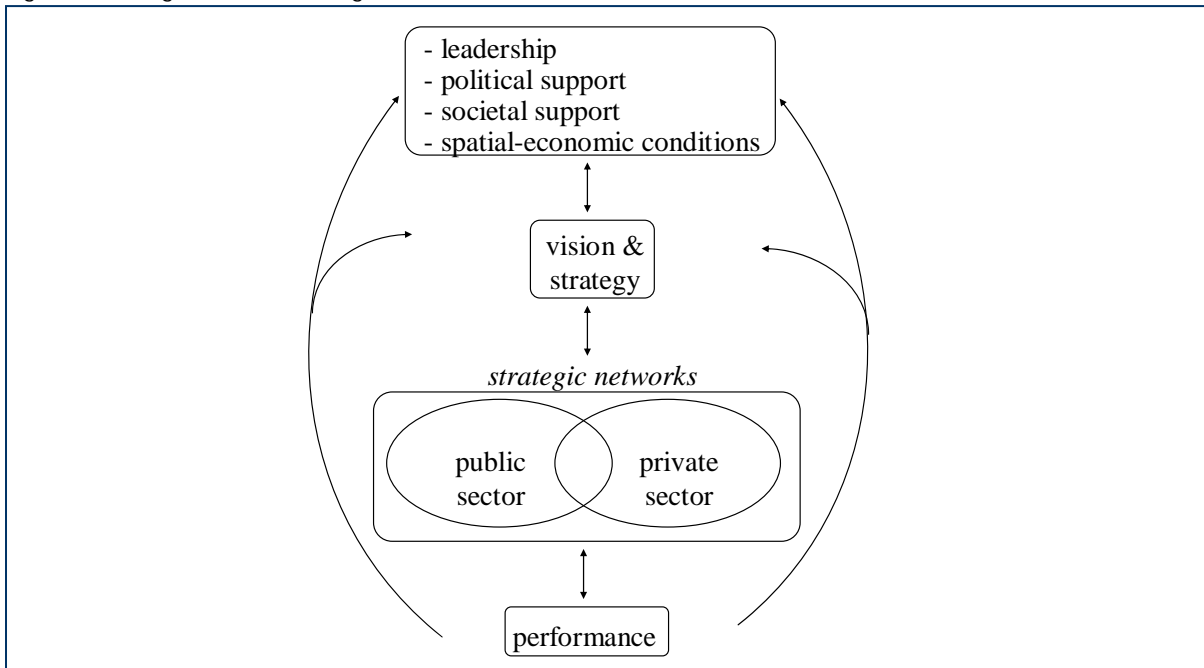 - leadership
- political support
- societal support
- spatial-economic conditions
vision &
strategy
strategic networks
public
sector
private
sector
performance